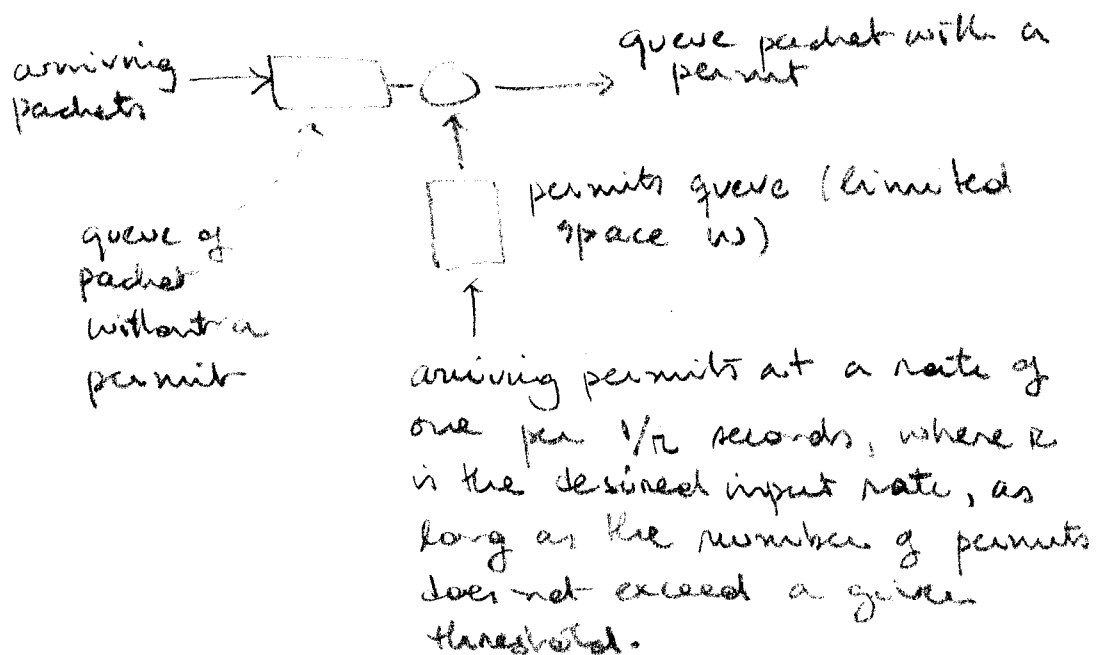 arriving
packets
queue packet with a
permit
permits queue (limited
space W)
queue of
packet
without a
permit
arriving permits at a rate of
one per 1/r seconds, where r
is the desired input rate, as
long as the number of permits
does not exceed a given
threshold.